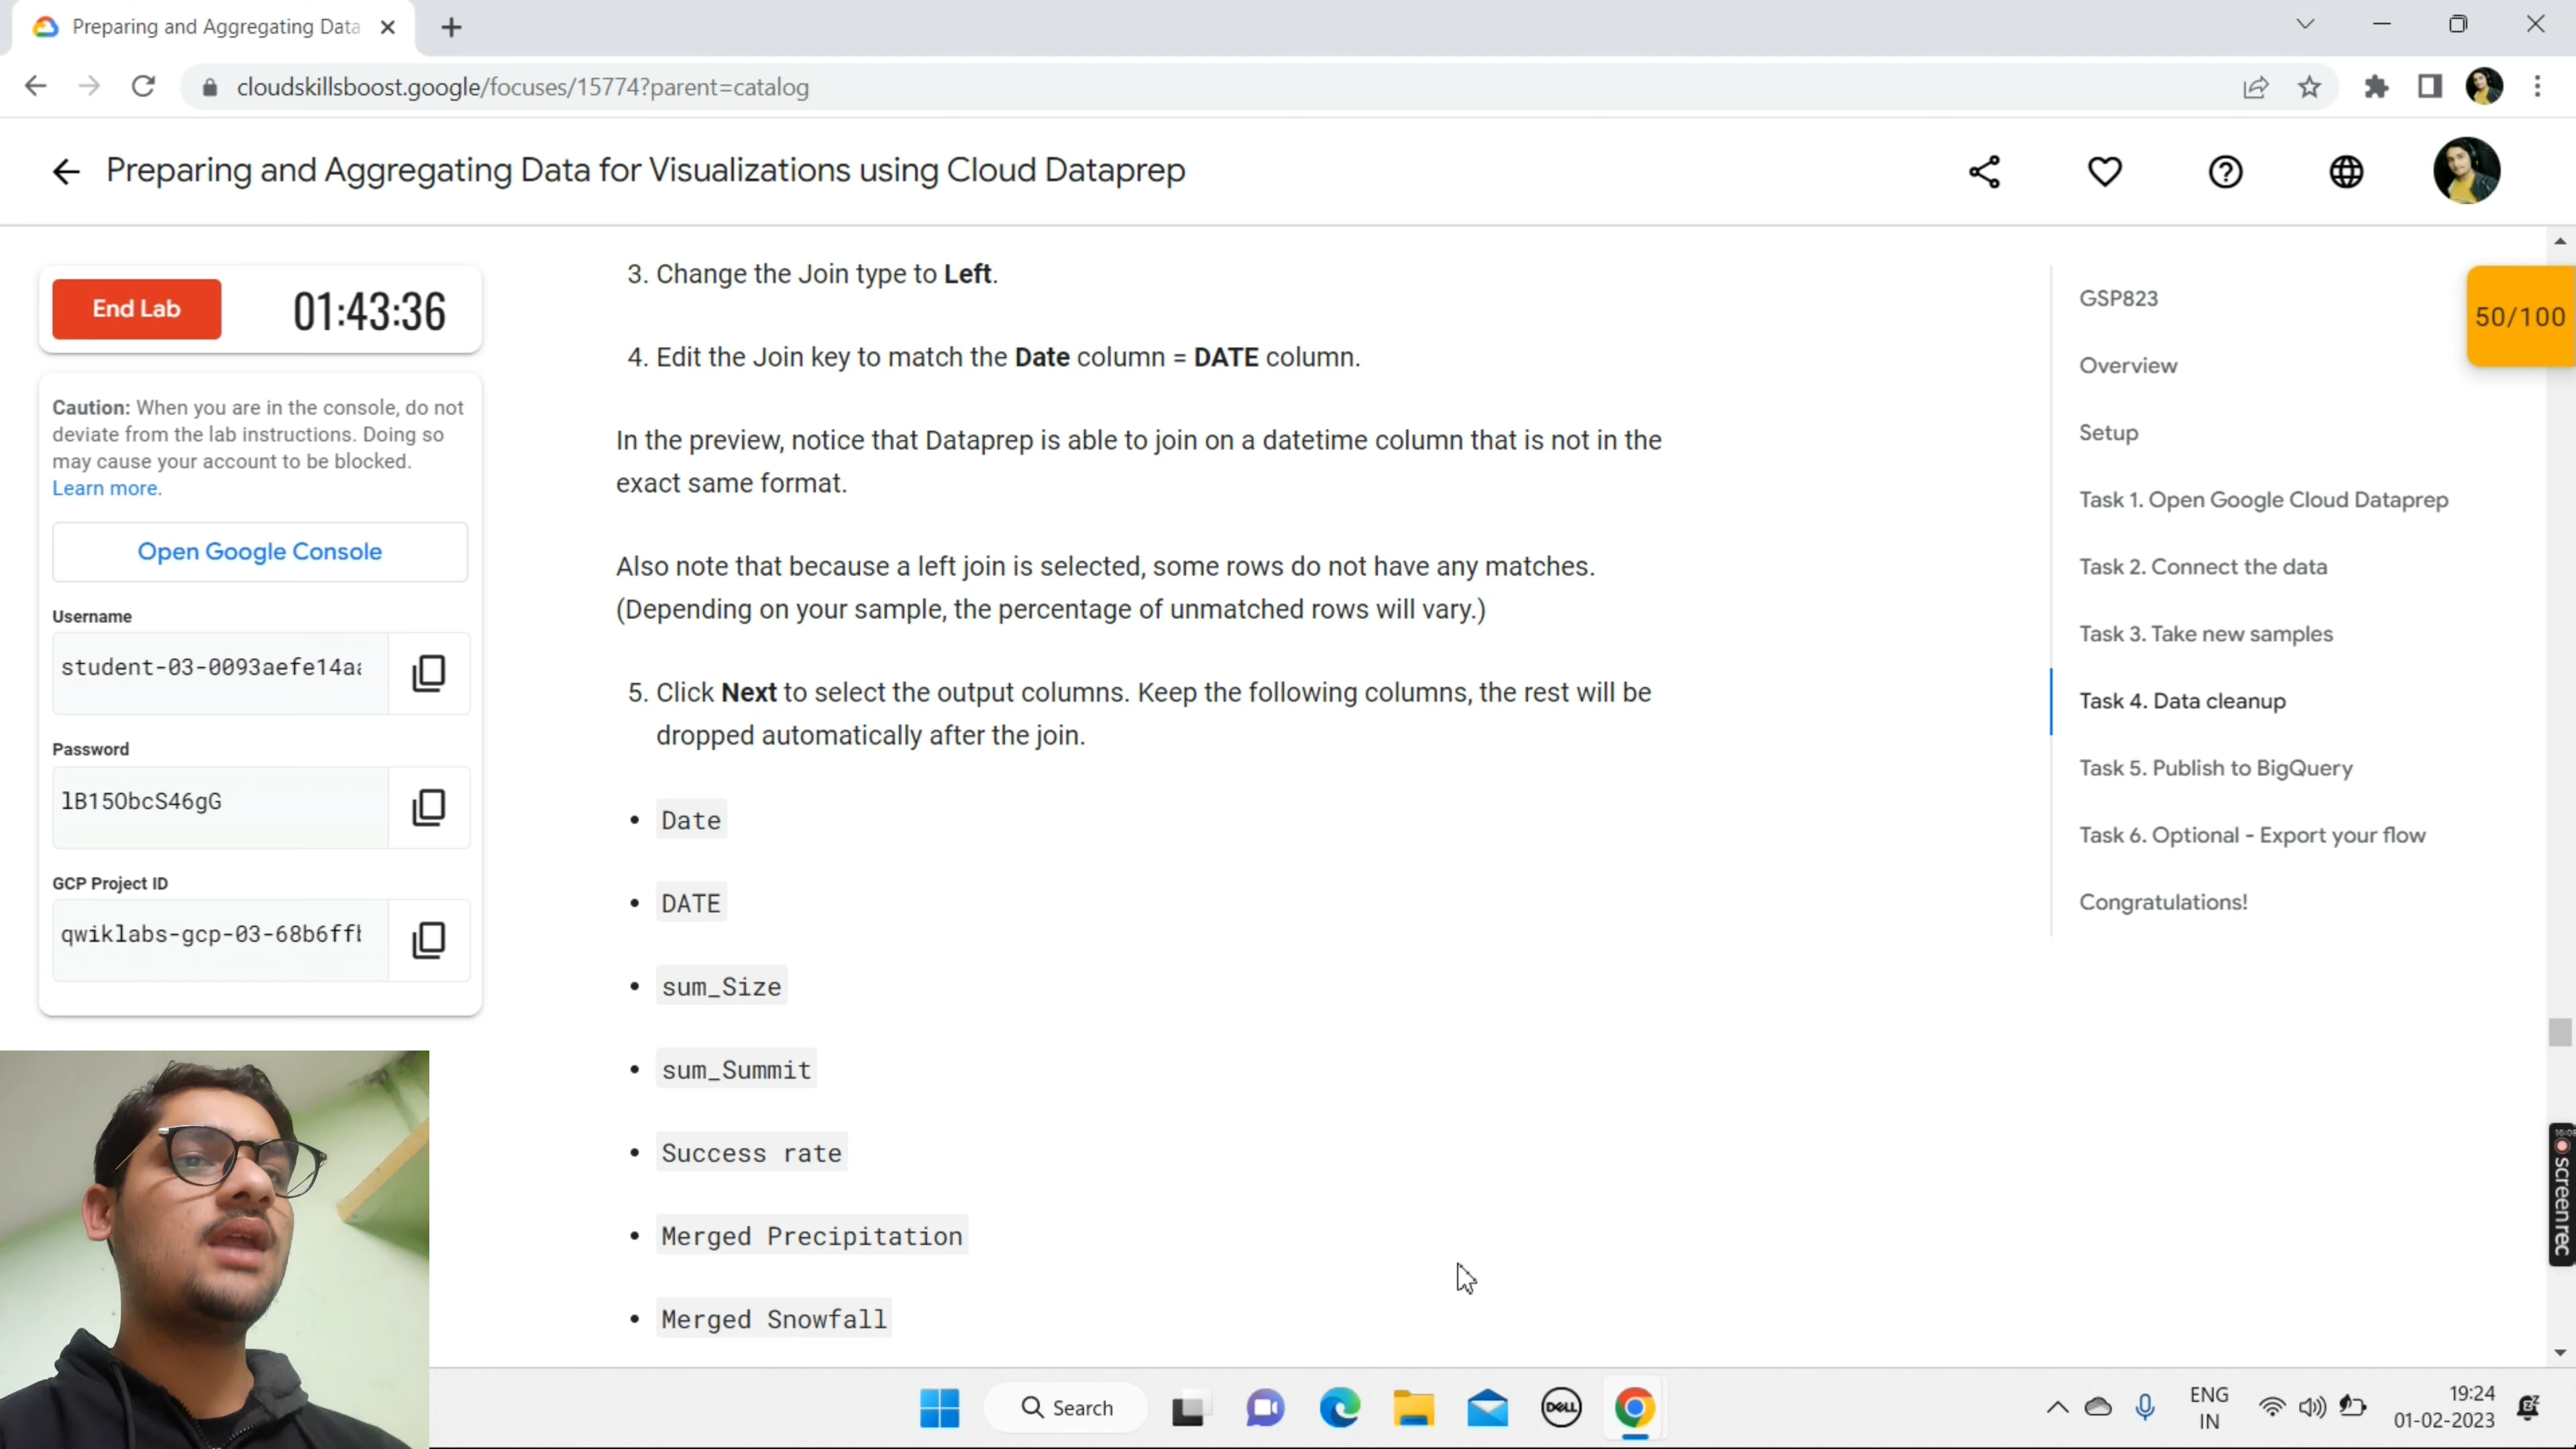 Preparing and Aggregating Data
cloudskillsboost.google/focuses/15774?parent=catalog
Preparing and Aggregating Data for Visualizations using Cloud Dataprep
End Lab
01:43:36
Caution: When you are in the console, do not
deviate from the lab instructions. Doing so
may cause your account to be blocked.
Learn more.
Open Google Console
Username
student-03-0093aefe14aa
Password
lB15ObcS46gG
GCP Project ID
qwiklabs-gcp-03-68b6ffb
3. Change the Join type to Left.
4. Edit the Join key to match the Date column = DATE column.
In the preview, notice that Dataprep is able to join on a datetime column that is not in the
exact same format.
Also note that because a left join is selected, some rows do not have any matches.
(Depending on your sample, the percentage of unmatched rows will vary.)
5. Click Next to select the output columns. Keep the following columns, the rest will be
dropped automatically after the join.
• Date
• DATE
• sum_Size
• sum_Summit
• Success rate
• Merged Precipitation
• Merged Snowfall
GSP823
Overview
Setup
Task 1. Open Google Cloud Dataprep
Task 2. Connect the data
Task 3. Take new samples
Task 4. Data cleanup
Task 5. Publish to BigQuery
Task 6. Optional - Export your flow
Congratulations!
50/100
screenrec
Search
DELL
ENG
IN
19:24
01-02-2023